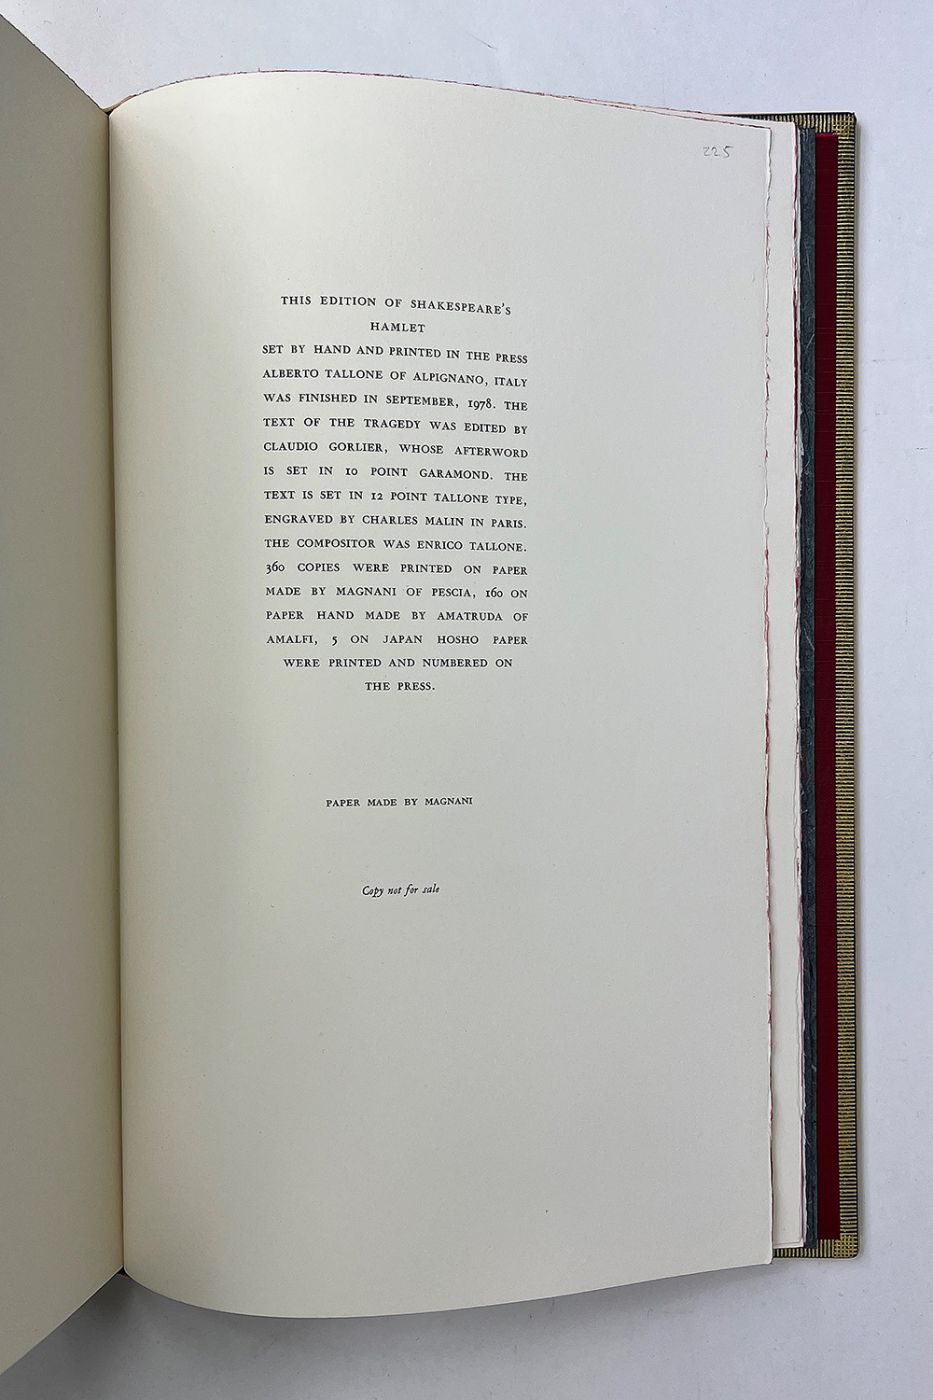 225
THIS EDITION OF SHAKESPEARE'S
HAMLET
SET BY HAND AND PRINTED IN THE PRESS
ALBERTO TALLONE OF ALPIGNANO, ITALY
WAS FINISHED IN SEPTEMBER, 1978. THE
TEXT OF THE TRAGEDY WAS EDITED BY
CLAUDIO GORLIER, WHOSE AFTERWORD
IS SET IN 10 POINT GARAMOND. THE
TEXT IS SET IN 12 POINT TALLONE TYPE,
ENGRAVED BY CHARLES MALIN IN PARIS.
THE COMPOSITOR WAS ENRICO TALLONE.
360 COPIES WERE PRINTED ON PAPER
MADE BY MAGNANI OF PESCIA, 160 ON
PAPER HAND MADE BY AMATRUDA OF
AMALFI, 5 ON JAPAN HOSHO PAPER
WERE PRINTED AND NUMBERED ON
THE PRESS.
PAPER MADE BY MAGNANI
Copy not for sale